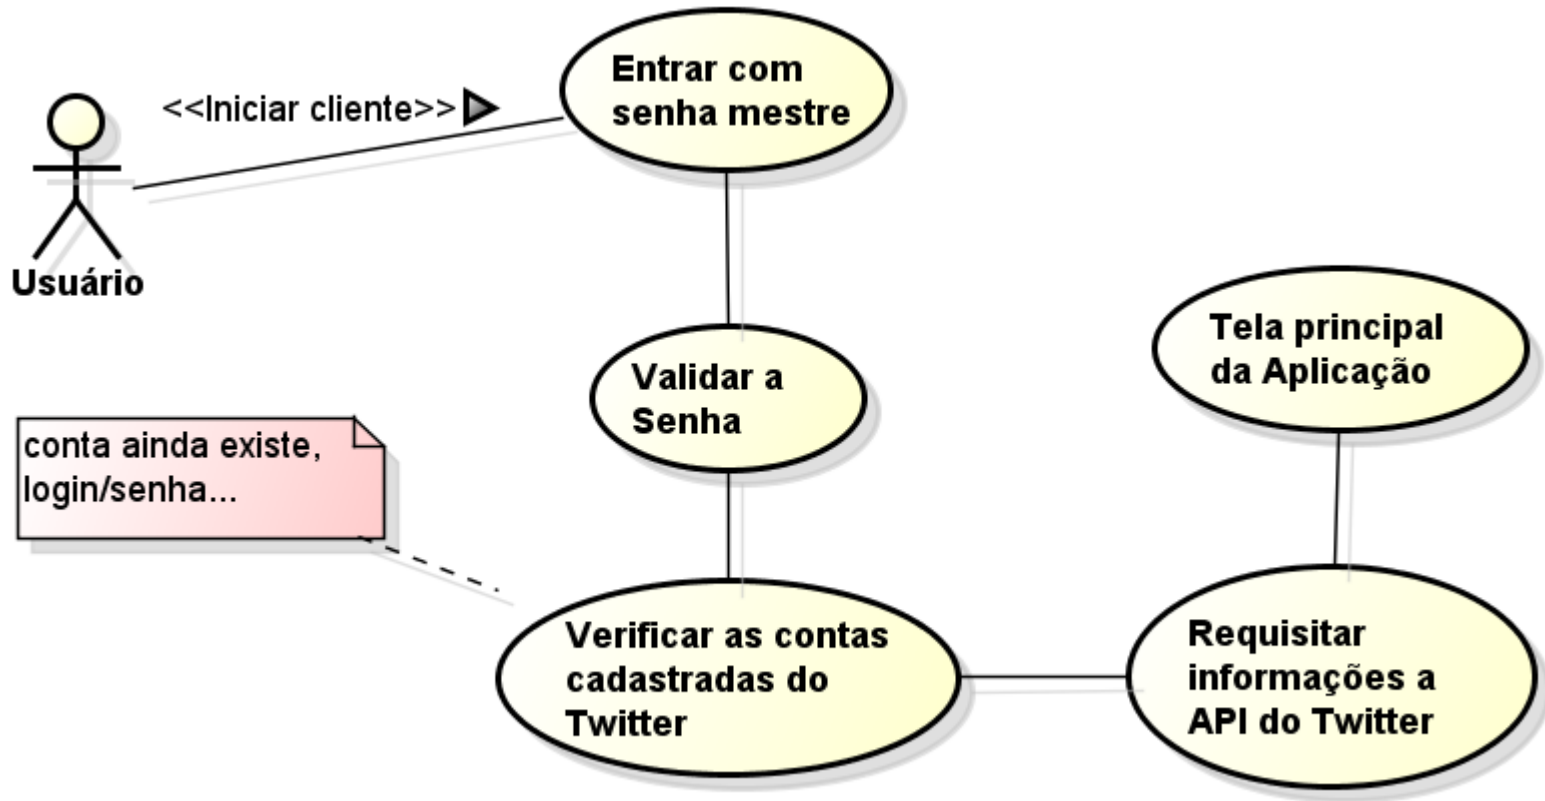 Entrar com
senha mestre
<<Iniciar cliente>>
Usuário
Tela principal
da Aplicação
Validar a
Senha
conta ainda existe,
login/senha...
Verificar as contas
cadastradas do
Twitter
Requisitar
informações a
API do Twitter